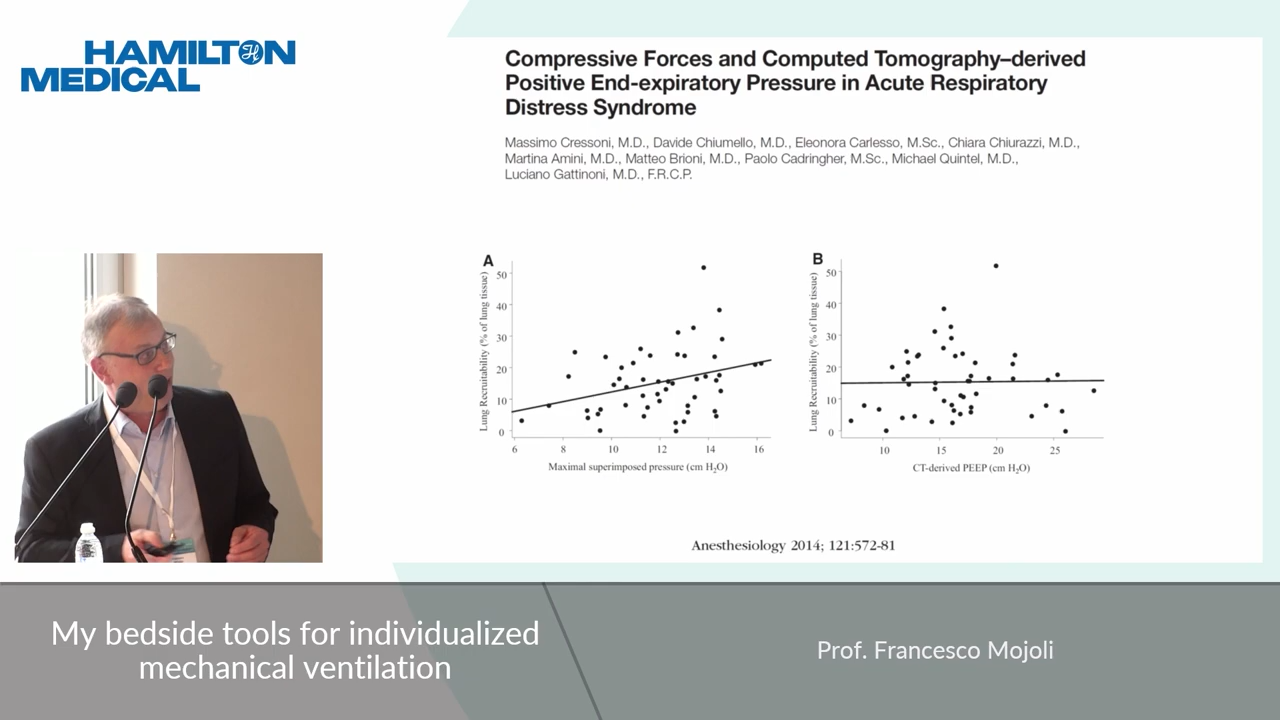 HAMILTON
MEDICAL
Compressive Forces and Computed Tomography–derived
Positive End-expiratory Pressure in Acute Respiratory
Distress Syndrome
Massimo Cressoni, M.D., Davide Chiumello, M.D., Eleonora Carlesso, M.Sc., Chiara Chiurazzi, M.D.,
Martina Amini, M.D., Matteo Brioni, M.D., Paolo Cadringher, M.Sc., Michael Quintel, M.D.,
Luciano Gattinoni, M.D., F.R.C.P.
A
Lung Recruitability (% of lung tissue)
50
40
30
20
10
0
6 8 10 12 14 16
Maximal superimposed pressure (cm H₂O)
B
Lung Recruitability (% of lung tissue)
50
40
30
20
10
0
10 15 20 25
CT-derived PEEP (cm H₂O)
Anesthesiology 2014; 121:572-81
My bedside tools for individualized
mechanical ventilation
Prof. Francesco Mojoli